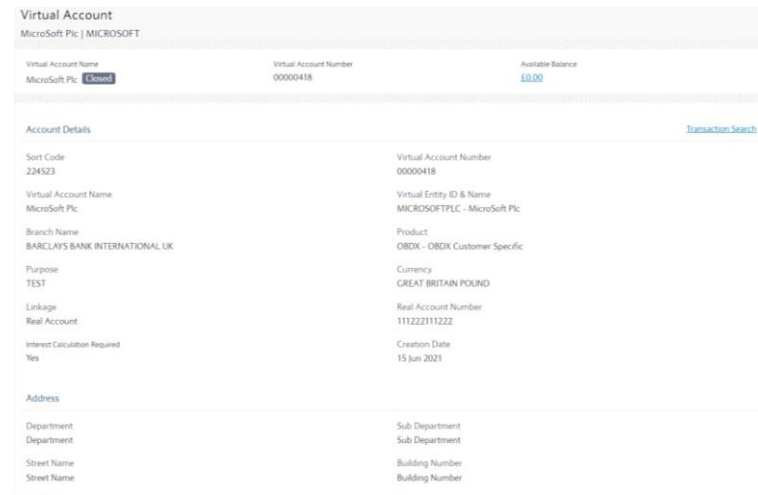 Virtual Account
MicroSoft Plc | MICROSOFT
Virtual Account Name Virtual Account Number Available Balance
MicroSoft Plc Closed 00000418 £0.00
Account Details Transaction Search
Sort Code Virtual Account Number
224523 00000418
Virtual Account Name Virtual Entity ID & Name
MicroSoft Plc MICROSOFTPLC - MicroSoft Plc
Branch Name Product
BARCLAYS BANK INTERNATIONAL UK OBDX - OBDX Customer Specific
Purpose Currency
TEST GREAT BRITAIN POUND
Linkage Real Account Number
Real Account 111222111222
Interest Calculation Required Creation Date
Yes 15 Jun 2021
Address
Department Sub Department
Department Sub Department
Street Name Building Number
Street Name Building Number